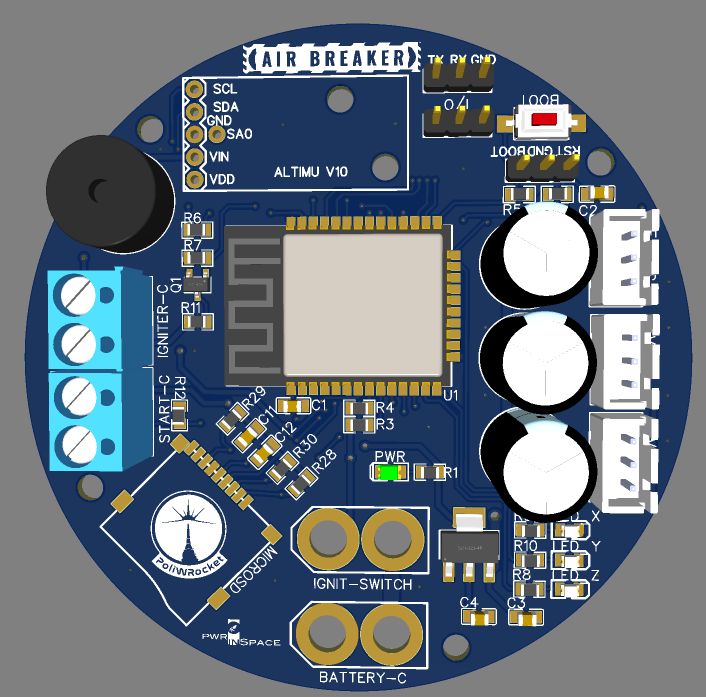 AIR BREAKER
TX RX GND
SCL
SDA
GND
SAO
VIN
VDD
ALTIMU V10
I/O
BOOT
RST GND BOOT
R5
C2
R6
R7
Q1
R11
IGNITER-C
START-C
R12
U1
C1
R4
R3
R29
C11
C12
R30
R28
PWR
R1
PoliWRocket
MICROSD
IGNIT-SWITCH
X
R10
LED Y
R8
LED Z
C4
C3
PWR INSPACE
BATTERY-C